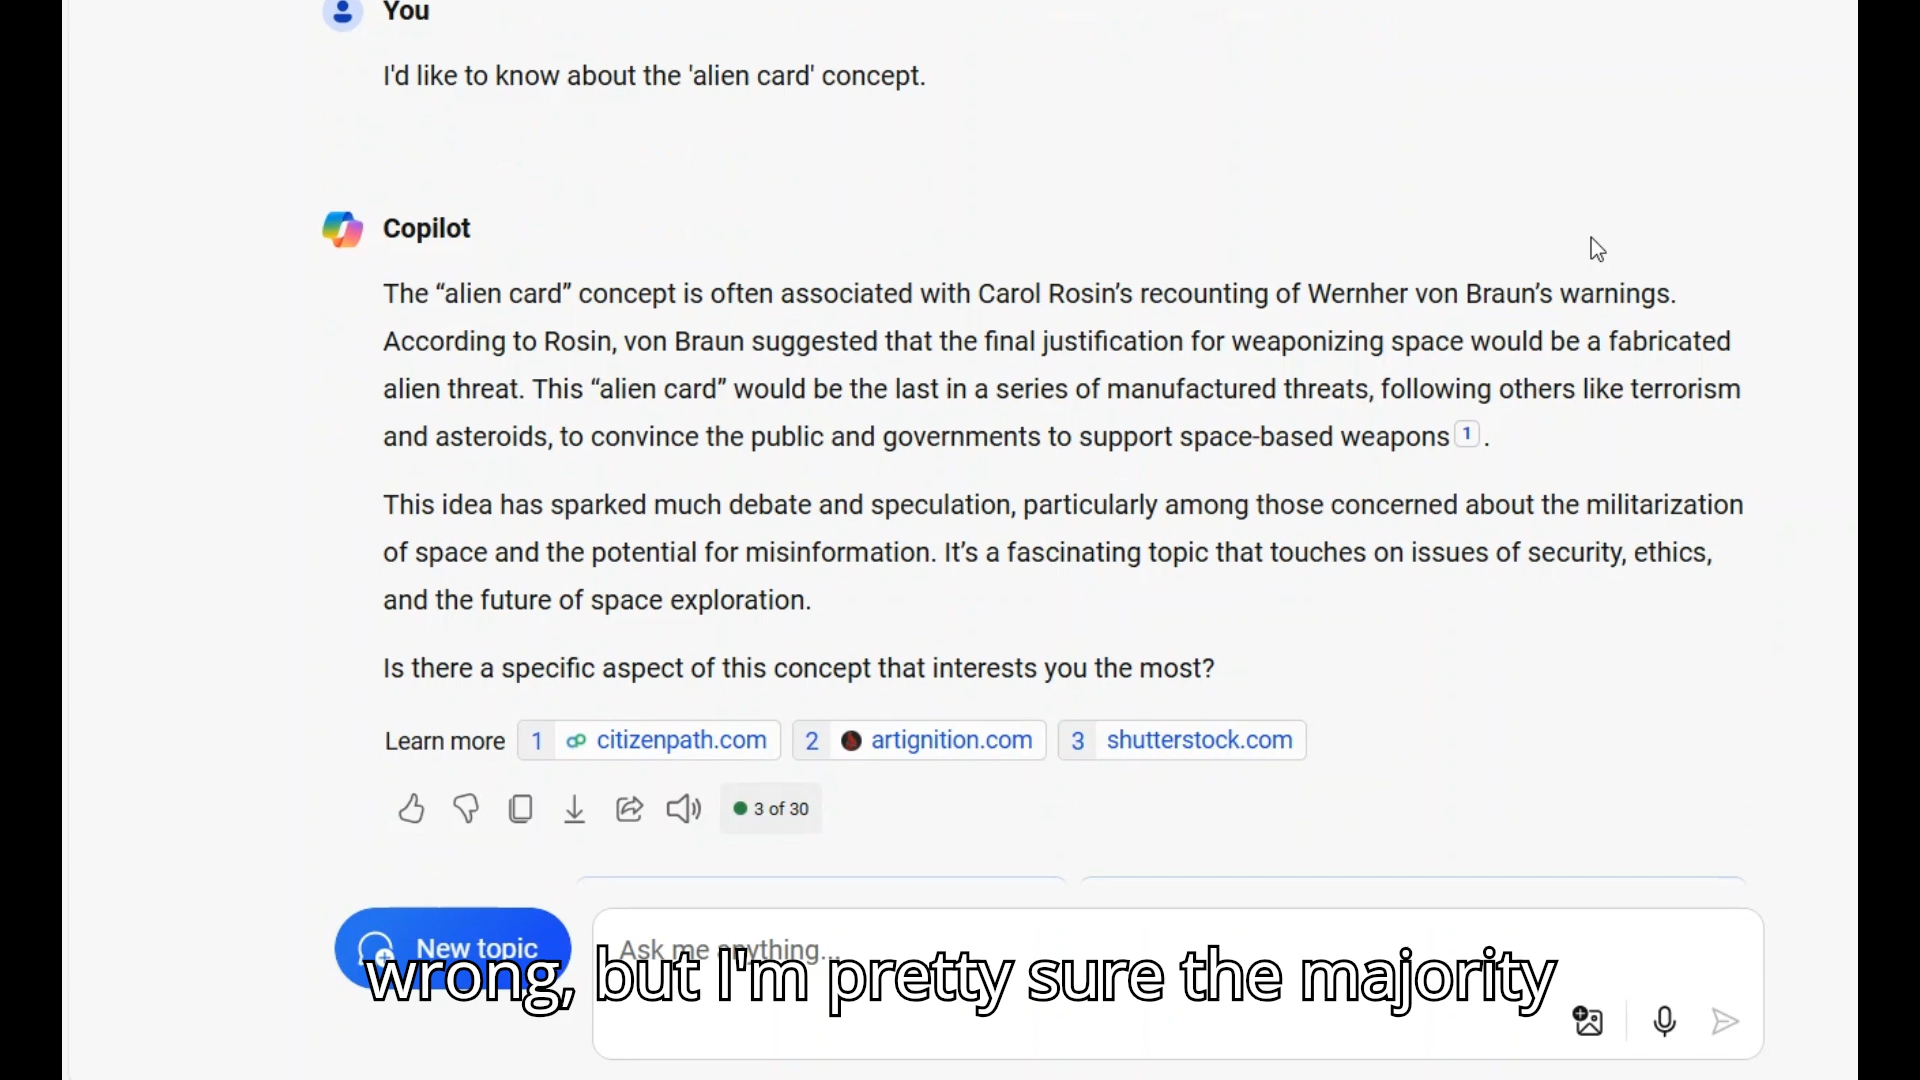 You
I'd like to know about the 'alien card' concept.
Copilot
The “alien card” concept is often associated with Carol Rosin’s recounting of Wernher von Braun’s warnings.
According to Rosin, von Braun suggested that the final justification for weaponizing space would be a fabricated
alien threat. This “alien card” would be the last in a series of manufactured threats, following others like terrorism
and asteroids, to convince the public and governments to support space-based weapons 1 .
This idea has sparked much debate and speculation, particularly among those concerned about the militarization
of space and the potential for misinformation. It’s a fascinating topic that touches on issues of security, ethics,
and the future of space exploration.
Is there a specific aspect of this concept that interests you the most?
Learn more 1 citizenpath.com 2 artignition.com 3 shutterstock.com
3 of 30
New topic
Ask me anything...
wrong, but I'm pretty sure the majority